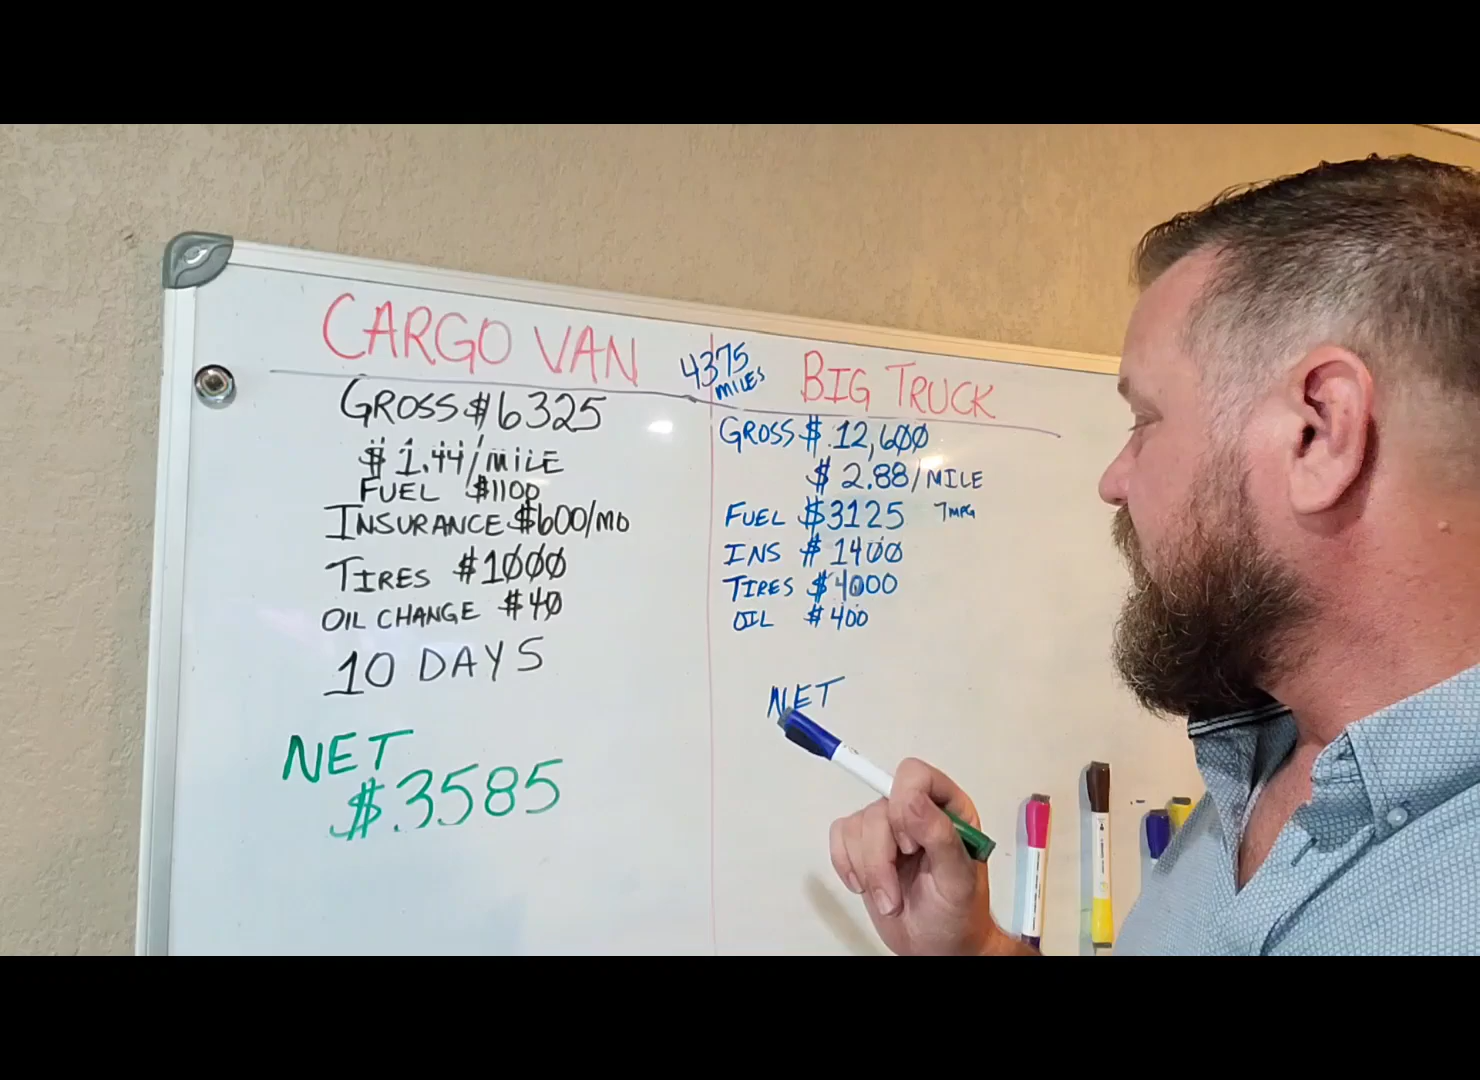 CARGO VAN
GROSS $6325
$ 1.44/MILE
FUEL $1100
INSURANCE $600/MO
TIRES $1000
OIL CHANGE $40
10 DAYS
NET
$3585
4375
MILES
BIG TRUCK
GROSS $ 12,600
$ 2.88/MILE
FUEL $3125 7MPG
INS $ 1400
TIRES $4000
OIL $400
NET